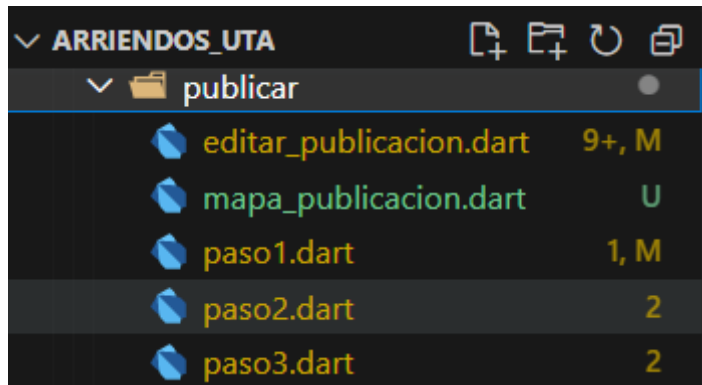 ARRIENDOS_UTA
publicar
editar_publicacion.dart 9+, M
mapa_publicacion.dart U
paso1.dart 1, M
paso2.dart 2
paso3.dart 2